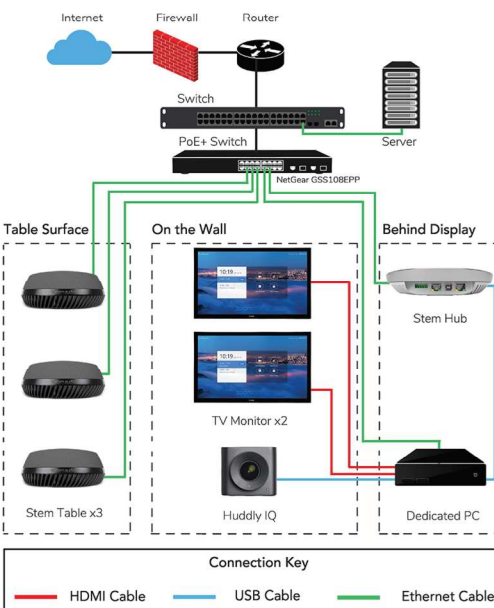 Internet
Firewall
Router
Switch
Server
PoE+ Switch
NetGear GSS108EPP
Table Surface
On the Wall
Behind Display
10:19
Stem Hub
10:19
TV Monitor x2
Stem Table x3
Huddly IQ
Dedicated PC
Connection Key
HDMI Cable
USB Cable
Ethernet Cable